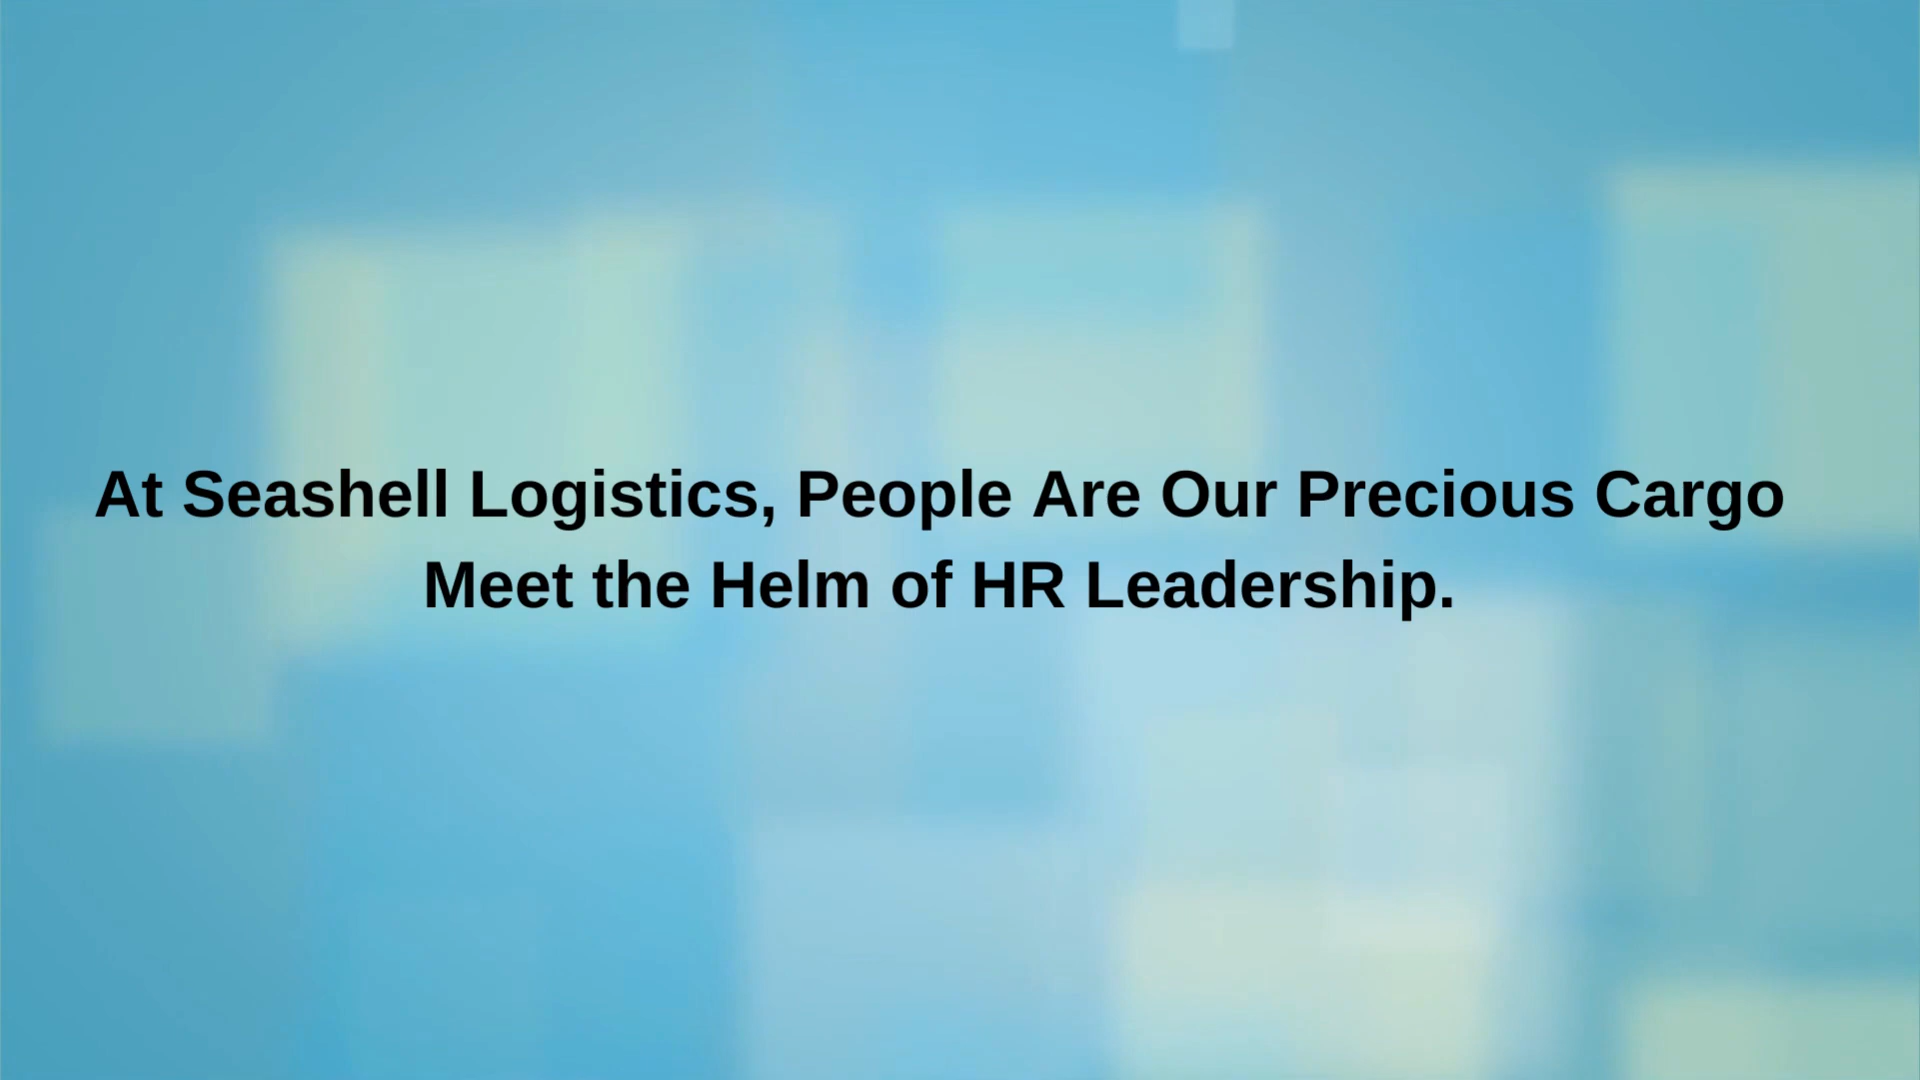 At Seashell Logistics, People Are Our Precious Cargo
Meet the Helm of HR Leadership.